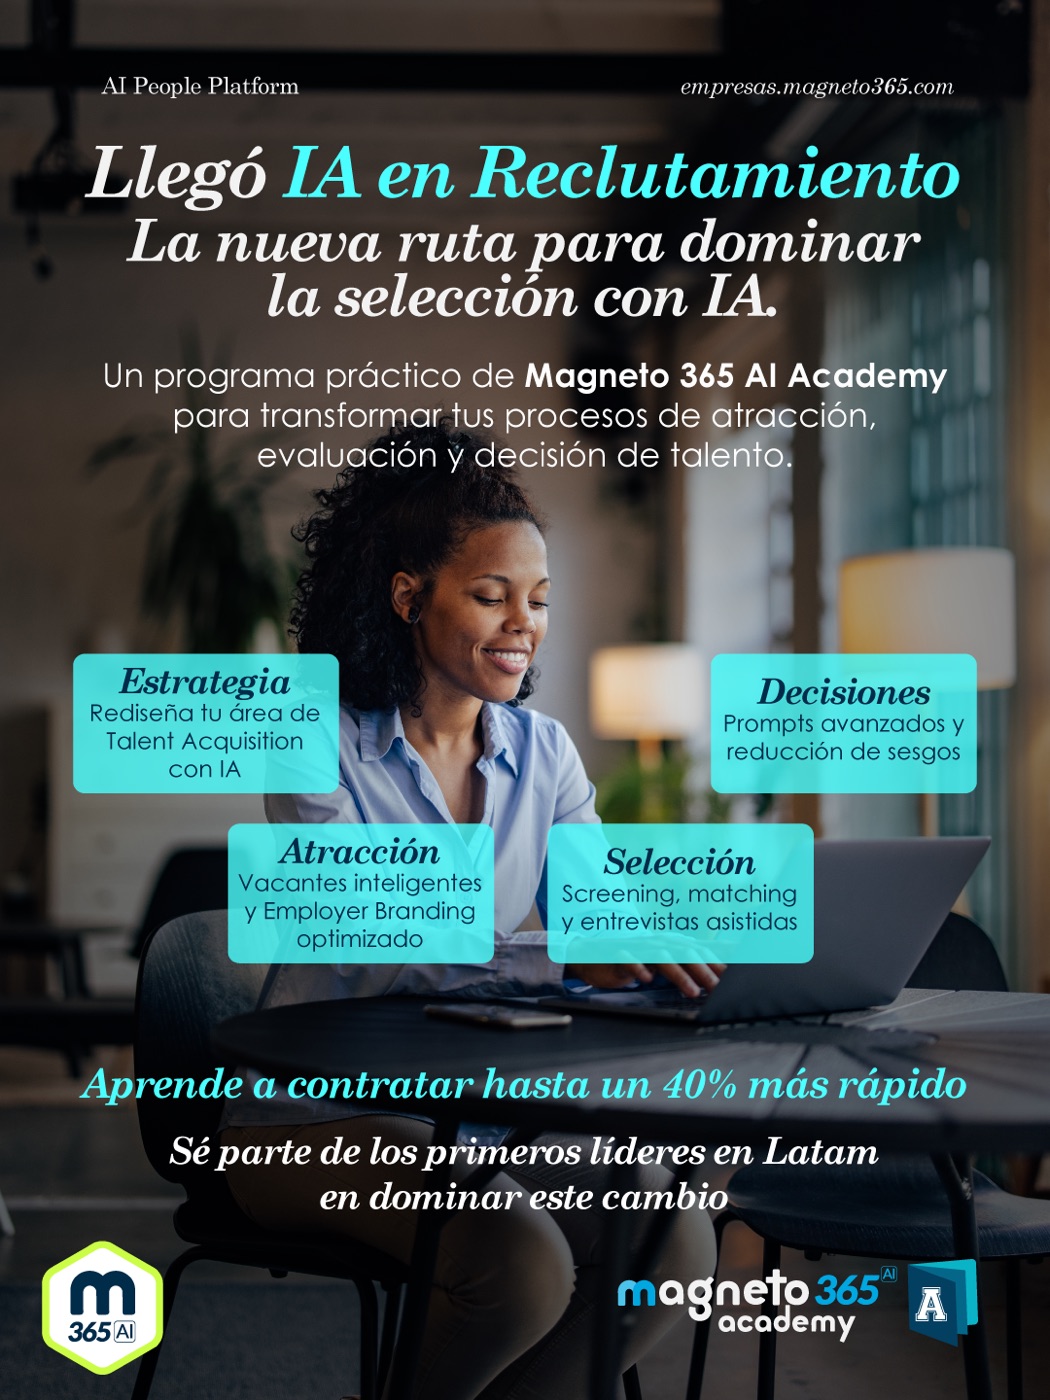 AI People Platform
empresas.magneto365.com
Llegó IA en Reclutamiento
La nueva ruta para dominar
la selección con IA.
Un programa práctico de Magneto 365 AI Academy
para transformar tus procesos de atracción,
evaluación y decisión de talento.
Estrategia
Rediseña tu área de
Talent Acquisition
con IA
Decisiones
Prompts avanzados y
reducción de sesgos
Atracción
Vacantes inteligentes
y Employer Branding
optimizado
Selección
Screening, matching
y entrevistas asistidas
Aprende a contratar hasta un 40% más rápido
Sé parte de los primeros líderes en Latam
en dominar este cambio
m
365 AI
magneto 365 AI
academy
A